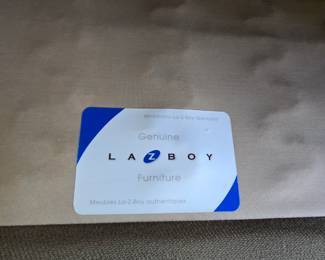 Genuine
LA Z BOY
Furniture
Meubles La-Z-Boy authentiques